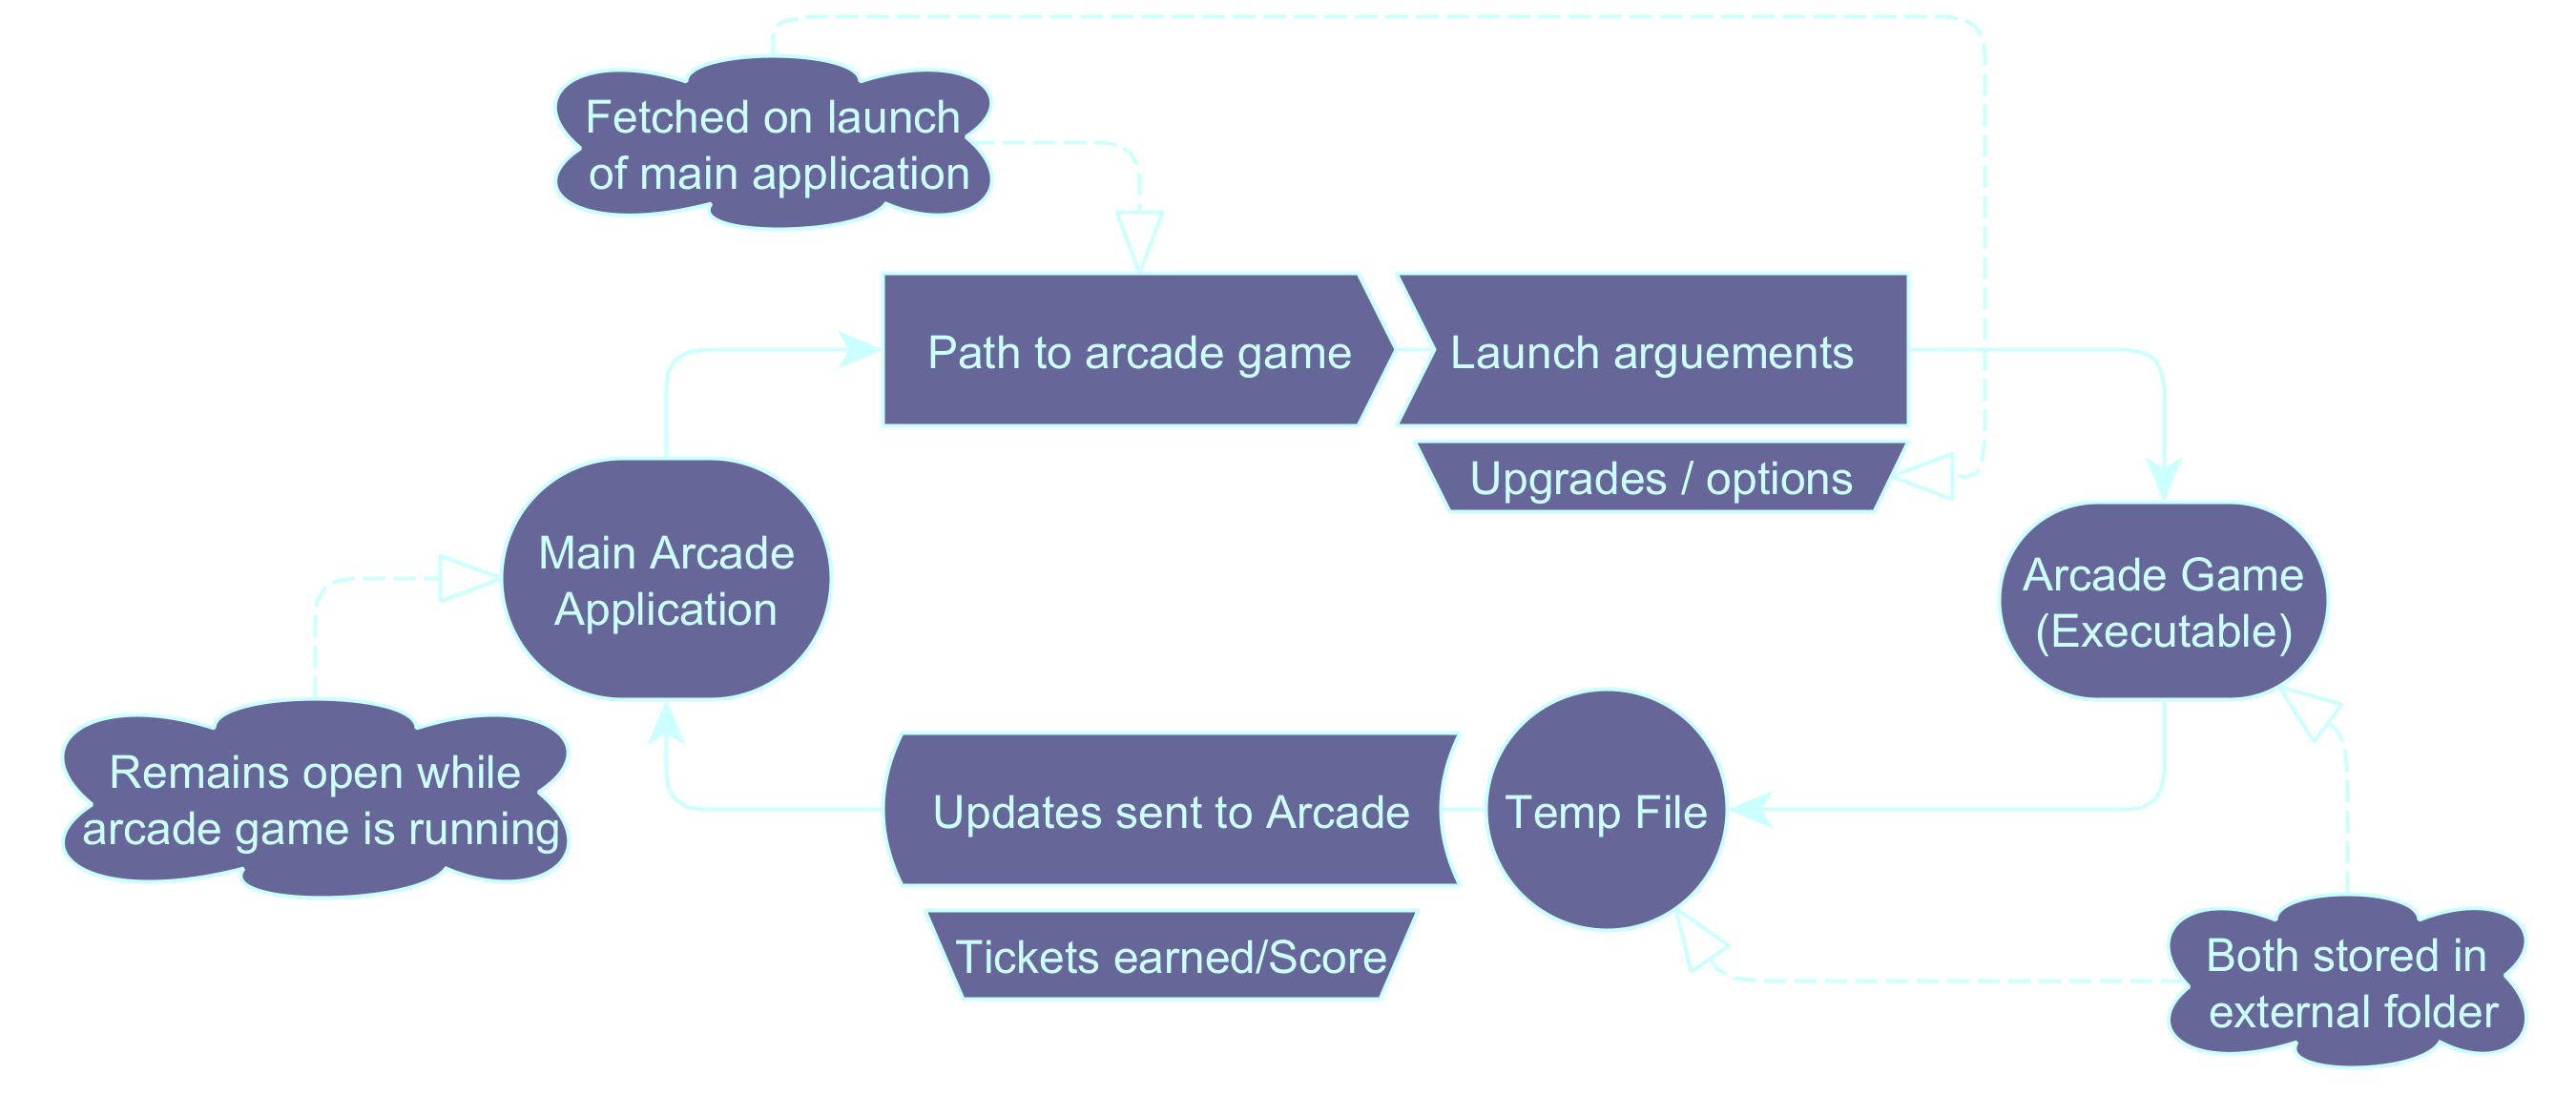 Fetched on launch
of main application
Path to arcade game
Launch arguements
Upgrades / options
Main Arcade
Application
Arcade Game
(Executable)
Remains open while
arcade game is running
Updates sent to Arcade
Temp File
Tickets earned/Score
Both stored in
external folder